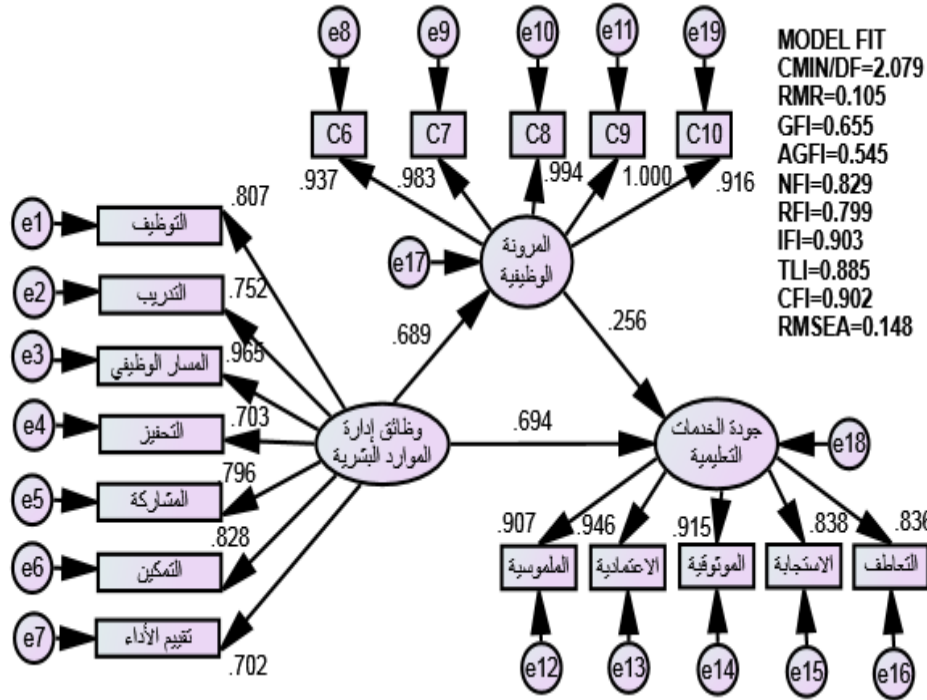 e8
e9
e10
e11
e19
C6
C7
C8
C9
C10
.937
.983
.994
1.000
.916
MODEL FIT
CMIN/DF=2.079
RMR=0.105
GFI=0.655
AGFI=0.545
NFI=0.829
RFI=0.799
IFI=0.903
TLI=0.885
CFI=0.902
RMSEA=0.148
e1
التوظيف
.807
e2
التدريب
.752
e3
المسار الوظيفي
.965
e4
التحفيز
.703
e5
المشاركة
.796
e6
التمكين
.828
e7
تقييم الأداء
.702
e17
المرونة
الوظيفية
.689
.256
وظائق إدارة
الموارد البشرية
.694
جودة الخدمات
التعليمية
e18
.907
.946
.915
.838
.836
الملموسية
الاعتمادية
الموثوقية
الاستجابة
التعاطف
e12
e13
e14
e15
e16